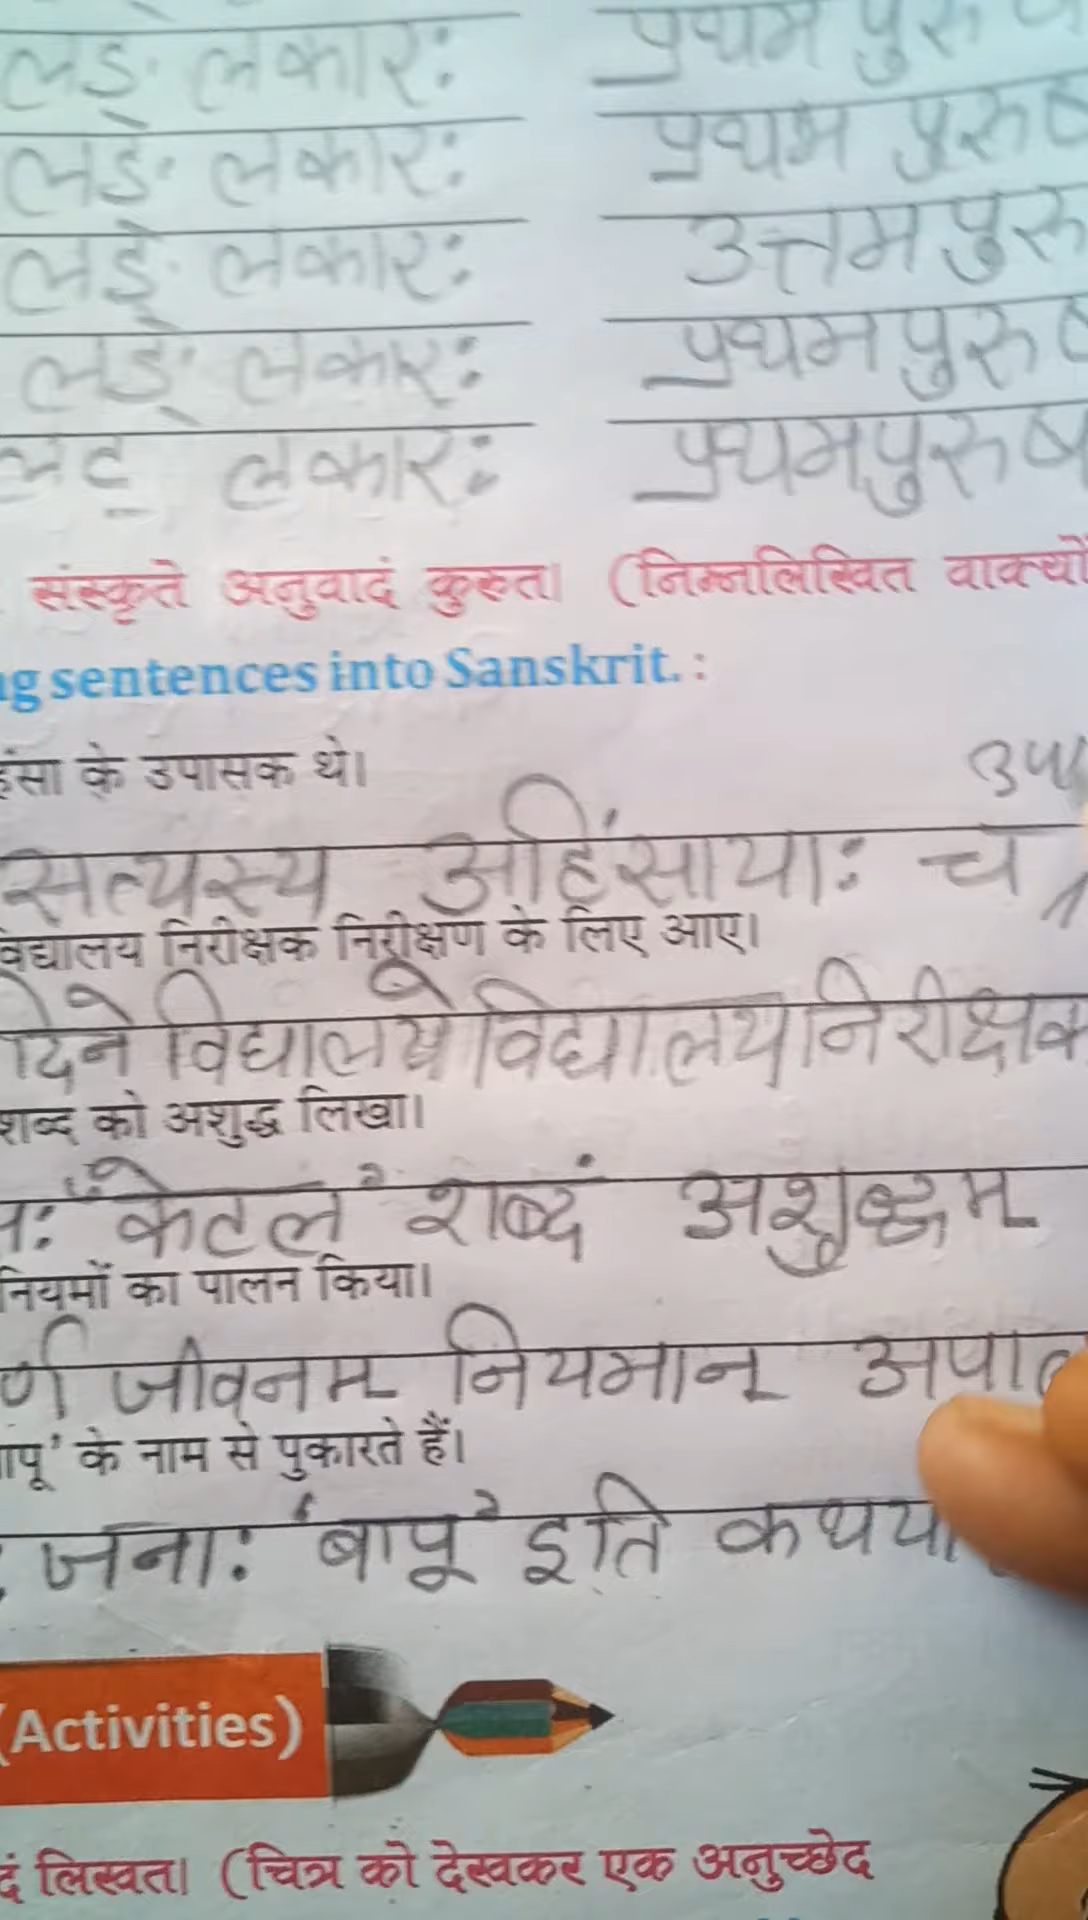 लङ् लकारः प्रथम पुरुष
लङ् लकारः प्रथम पुरुष
लङ् लकारः उत्तम पुरु
लङ् लकारः प्रथम पुरुष
लट् लकारः प्रथमपुरुष
संस्कृते अनुवादं कुरुत। (निम्नलिखित वाक्यों
ng sentences into Sanskrit. :
हंसा के उपासक थे।
सत्यस्य अहिंसायाः च
विद्यालय निरीक्षक निरीक्षण के लिए आए।
दिने विद्यालये विद्यालयनिरीक्षक
शब्द को अशुद्ध लिखा।
'केटल' शब्दं अशुद्धम्
नियमों का पालन किया।
र्ण जीवनम् नियमान् अपाल
ापू' के नाम से पुकारते हैं।
जनाः 'बापू' इति कथय
(Activities)
दं लिखत। (चित्र को देखकर एक अनुच्छेद